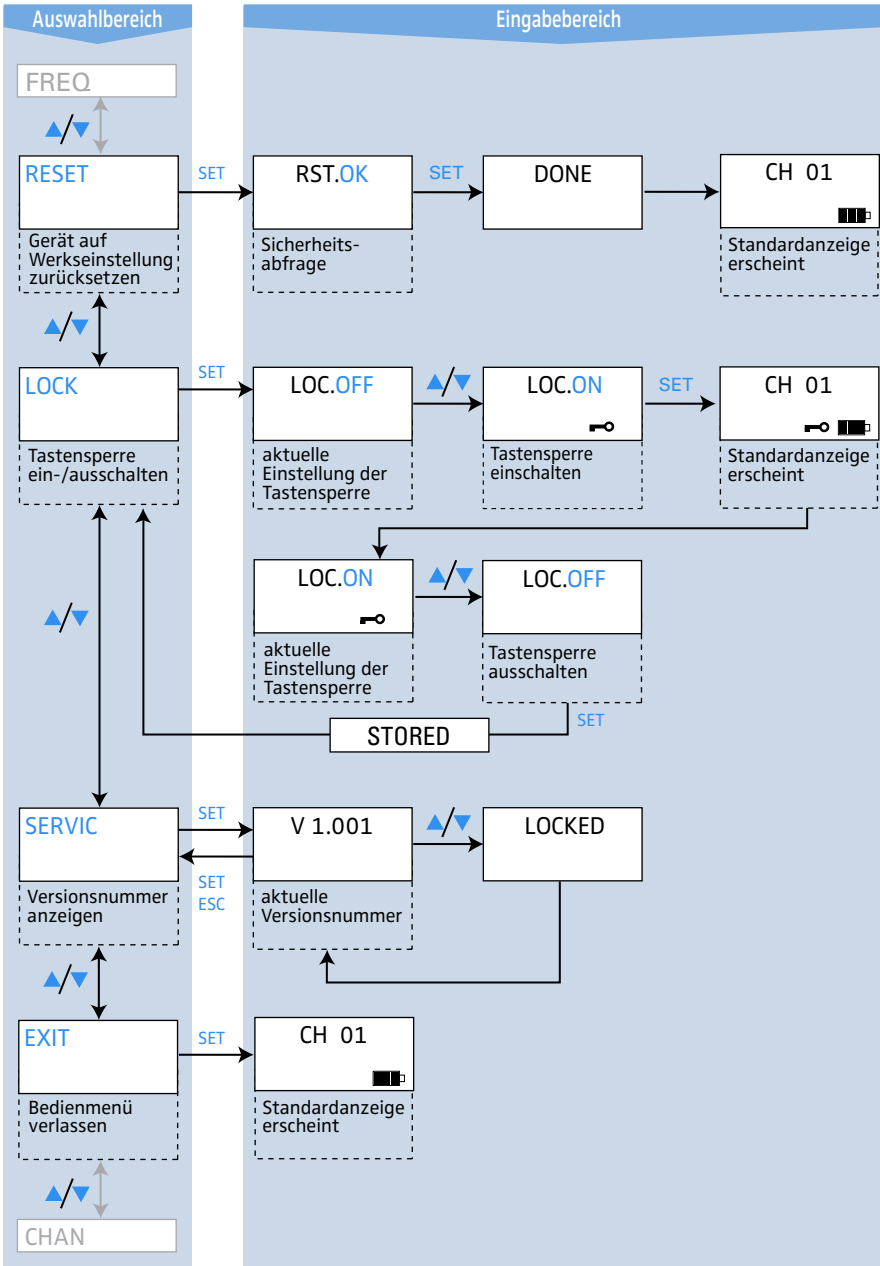 Auswahlbereich
Eingabebereich
FREQ
RESET
SET
RST.OK
SET
DONE
CH 01
Gerät auf
Werkseinstellung
zurücksetzen
Sicherheits-
abfrage
Standardanzeige
erscheint
LOCK
SET
LOC.OFF
LOC.ON
SET
CH 01
Tastensperre
ein-/ausschalten
aktuelle
Einstellung der
Tastensperre
Tastensperre
einschalten
Standardanzeige
erscheint
LOC.ON
LOC.OFF
aktuelle
Einstellung der
Tastensperre
Tastensperre
ausschalten
SET
STORED
SERVIC
SET
V 1.001
LOCKED
SET
ESC
Versionsnummer
anzeigen
aktuelle
Versionsnummer
EXIT
SET
CH 01
Bedienmenü
verlassen
Standardanzeige
erscheint
CHAN